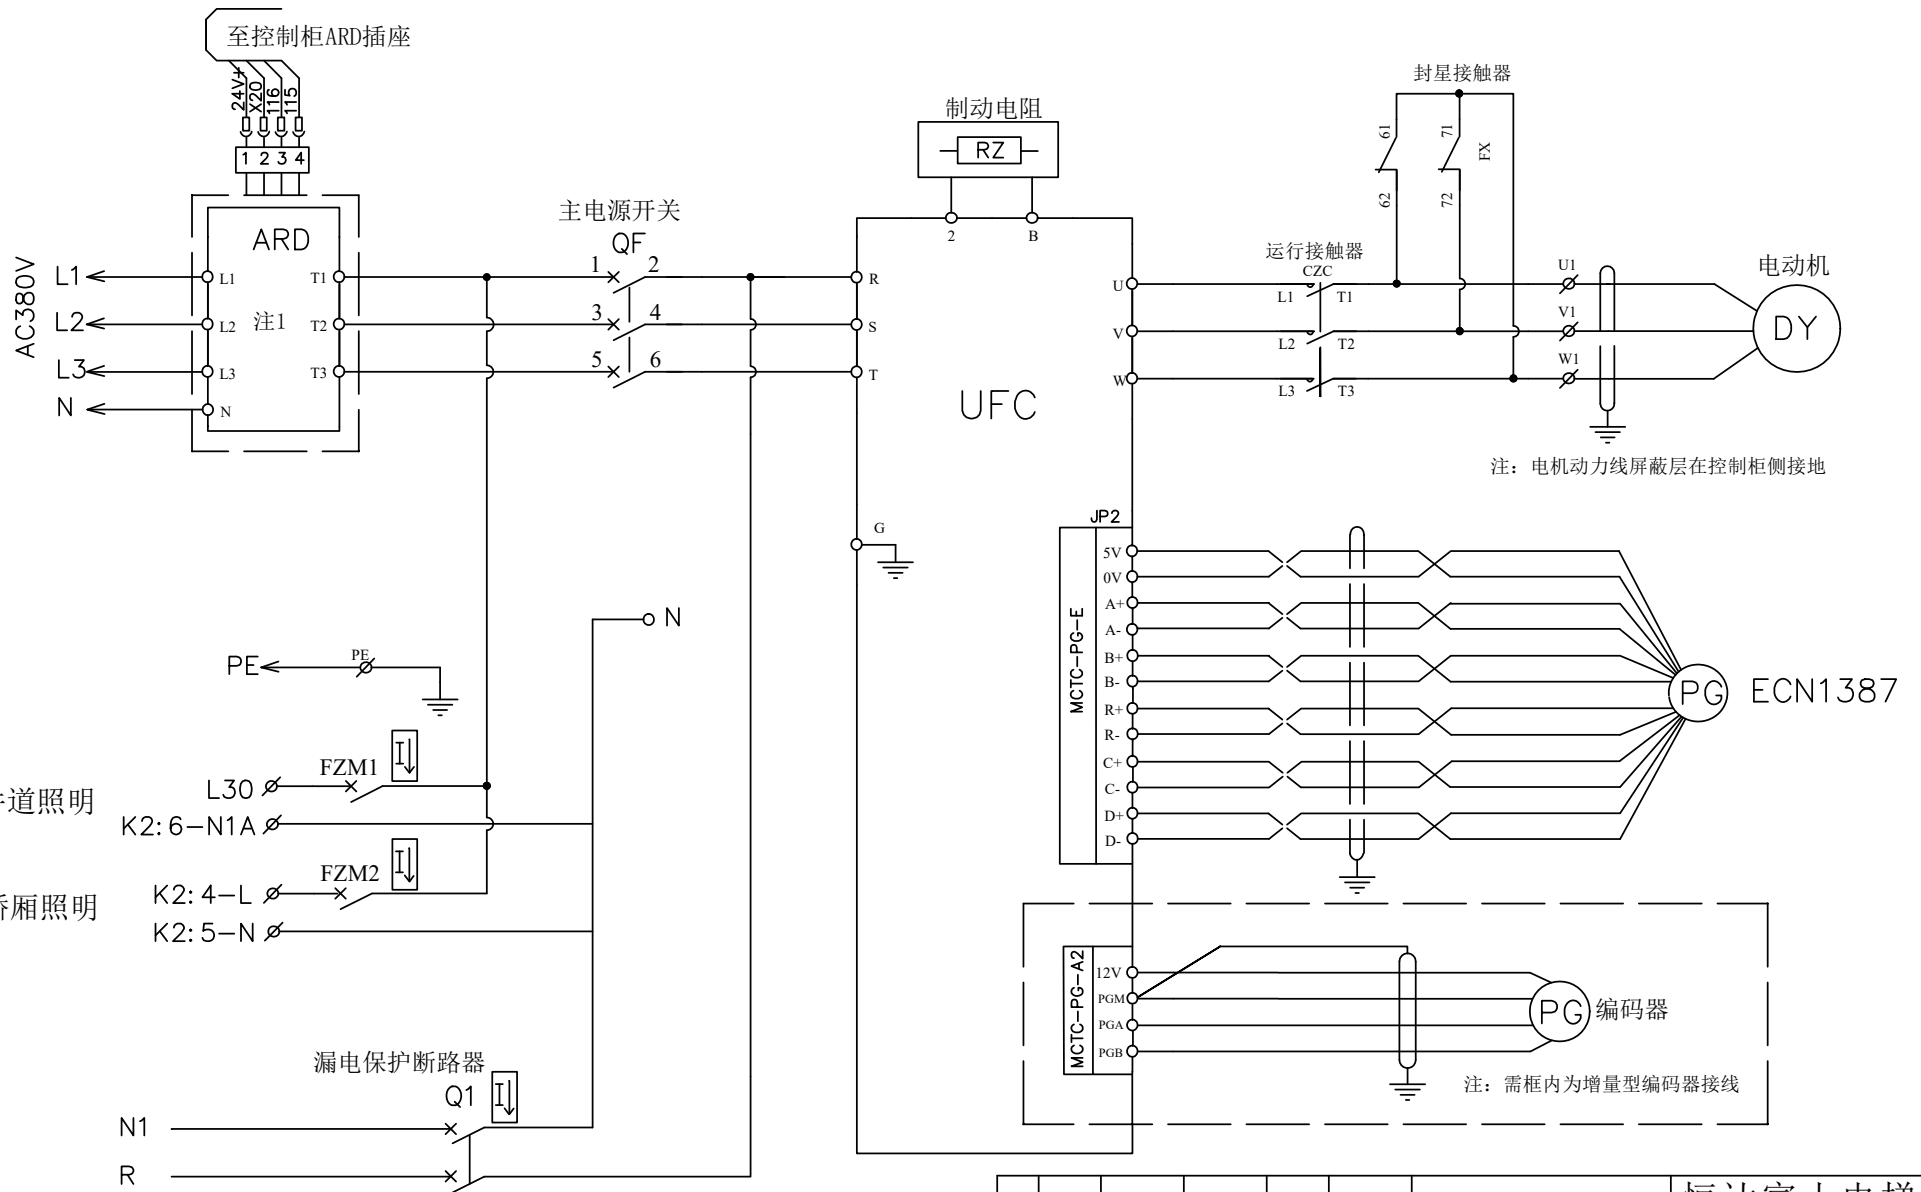 至控制柜ARD插座
24V+ X20 116 115
1 2 3 4
ARD
注1
AC380V
L1 L1 T1
L2 L2 T2
L3 L3 T3
N N
主电源开关
QF
1 2
3 4
5 6
制动电阻
RZ
2 B
R
S
T
UFC
G
U
V
W
封星接触器
61 71
62 72
FX
运行接触器
CZC
L1 T1
L2 T2
L3 T3
U1
V1
W1
电动机
DY
注：电机动力线屏蔽层在控制柜侧接地
JP2
MCTC-PG-E
5V
0V
A+
A-
B+
B-
R+
R-
C+
C-
D+
D-
PG ECN1387
N
PE PE
FZM1
L30
道照明
K2:6-N1A
FZM2
K2:4-L
厢照明
K2:5-N
MCTC-PG-A2
12V
PGM
PGA
PGB
PG 编码器
注：需框内为增量型编码器接线
漏电保护断路器
Q1
N1
R